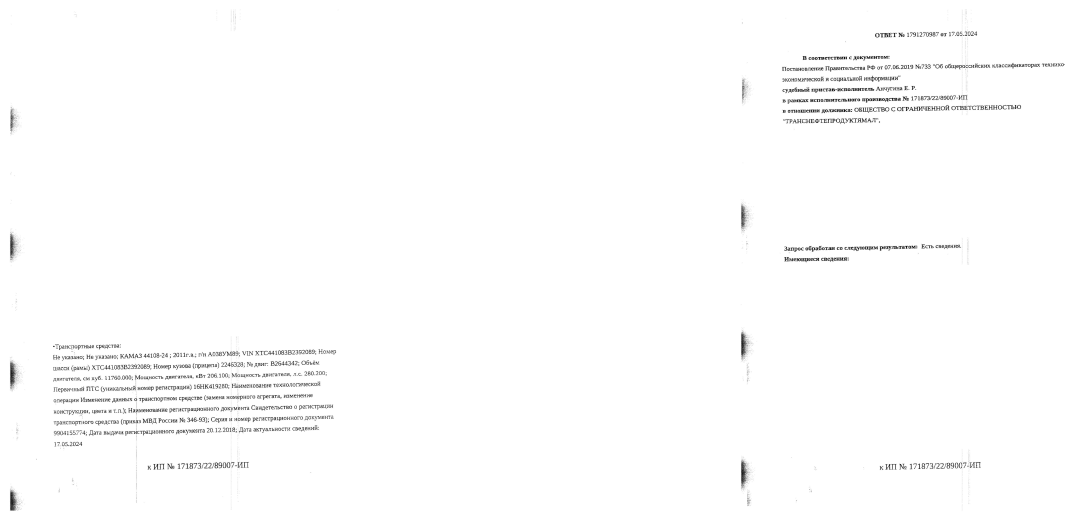 •Транспортные средства:
Не указано; Не указано; КАМАЗ 44108-24 ; 2011г.в.; г/н А038УМ89; VIN XTC441083B2392089; Номер
шасси (рамы) XTC441083B2392089; Номер кузова (прицепа) 2246328; № двиг: B2644342; Объём
двигателя, см куб. 11760.000; Мощность двигателя, кВт 206.100; Мощность двигателя, л.с. 280.200;
Первичный ПТС (уникальный номер регистрации) 16НК419280; Наименование технологической
операции Изменение данных о транспортном средстве (замена номерного агрегата, изменение
конструкции, цвета и т.п.); Наименование регистрационного документа Свидетельство о регистрации
транспортного средства (приказ МВД России № 346-93); Серия и номер регистрационного документа
9904155774; Дата выдачи регистрационного документа 20.12.2018; Дата актуальности сведений:
17.05.2024
к ИП № 171873/22/89007-ИП
ОТВЕТ № 1791270987 от 17.05.2024
В соответствии с документом:
Постановление Правительства РФ от 07.06.2019 №733 "Об общероссийских классификаторах технико-
экономической и социальной информации"
судебный пристав-исполнитель Анчугина Е. Р.
в рамках исполнительного производства № 171873/22/89007-ИП
в отношении должника: ОБЩЕСТВО С ОГРАНИЧЕННОЙ ОТВЕТСТВЕННОСТЬЮ
"ТРАНСНЕФТЕПРОДУКТЯМАЛ",
Запрос обработан со следующим результатом: Есть сведения.
Имеющиеся сведения:
к ИП № 171873/22/89007-ИП